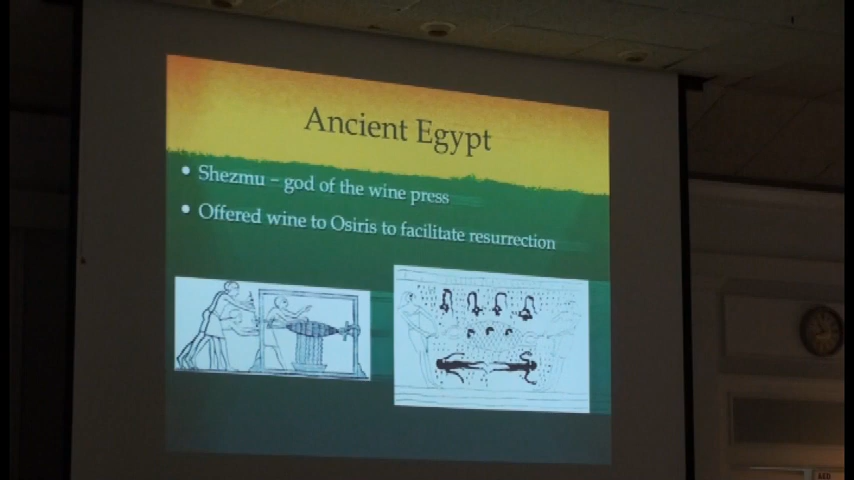 Ancient Egypt
• Shezmu – god of the wine press
• Offered wine to Osiris to facilitate resurrection